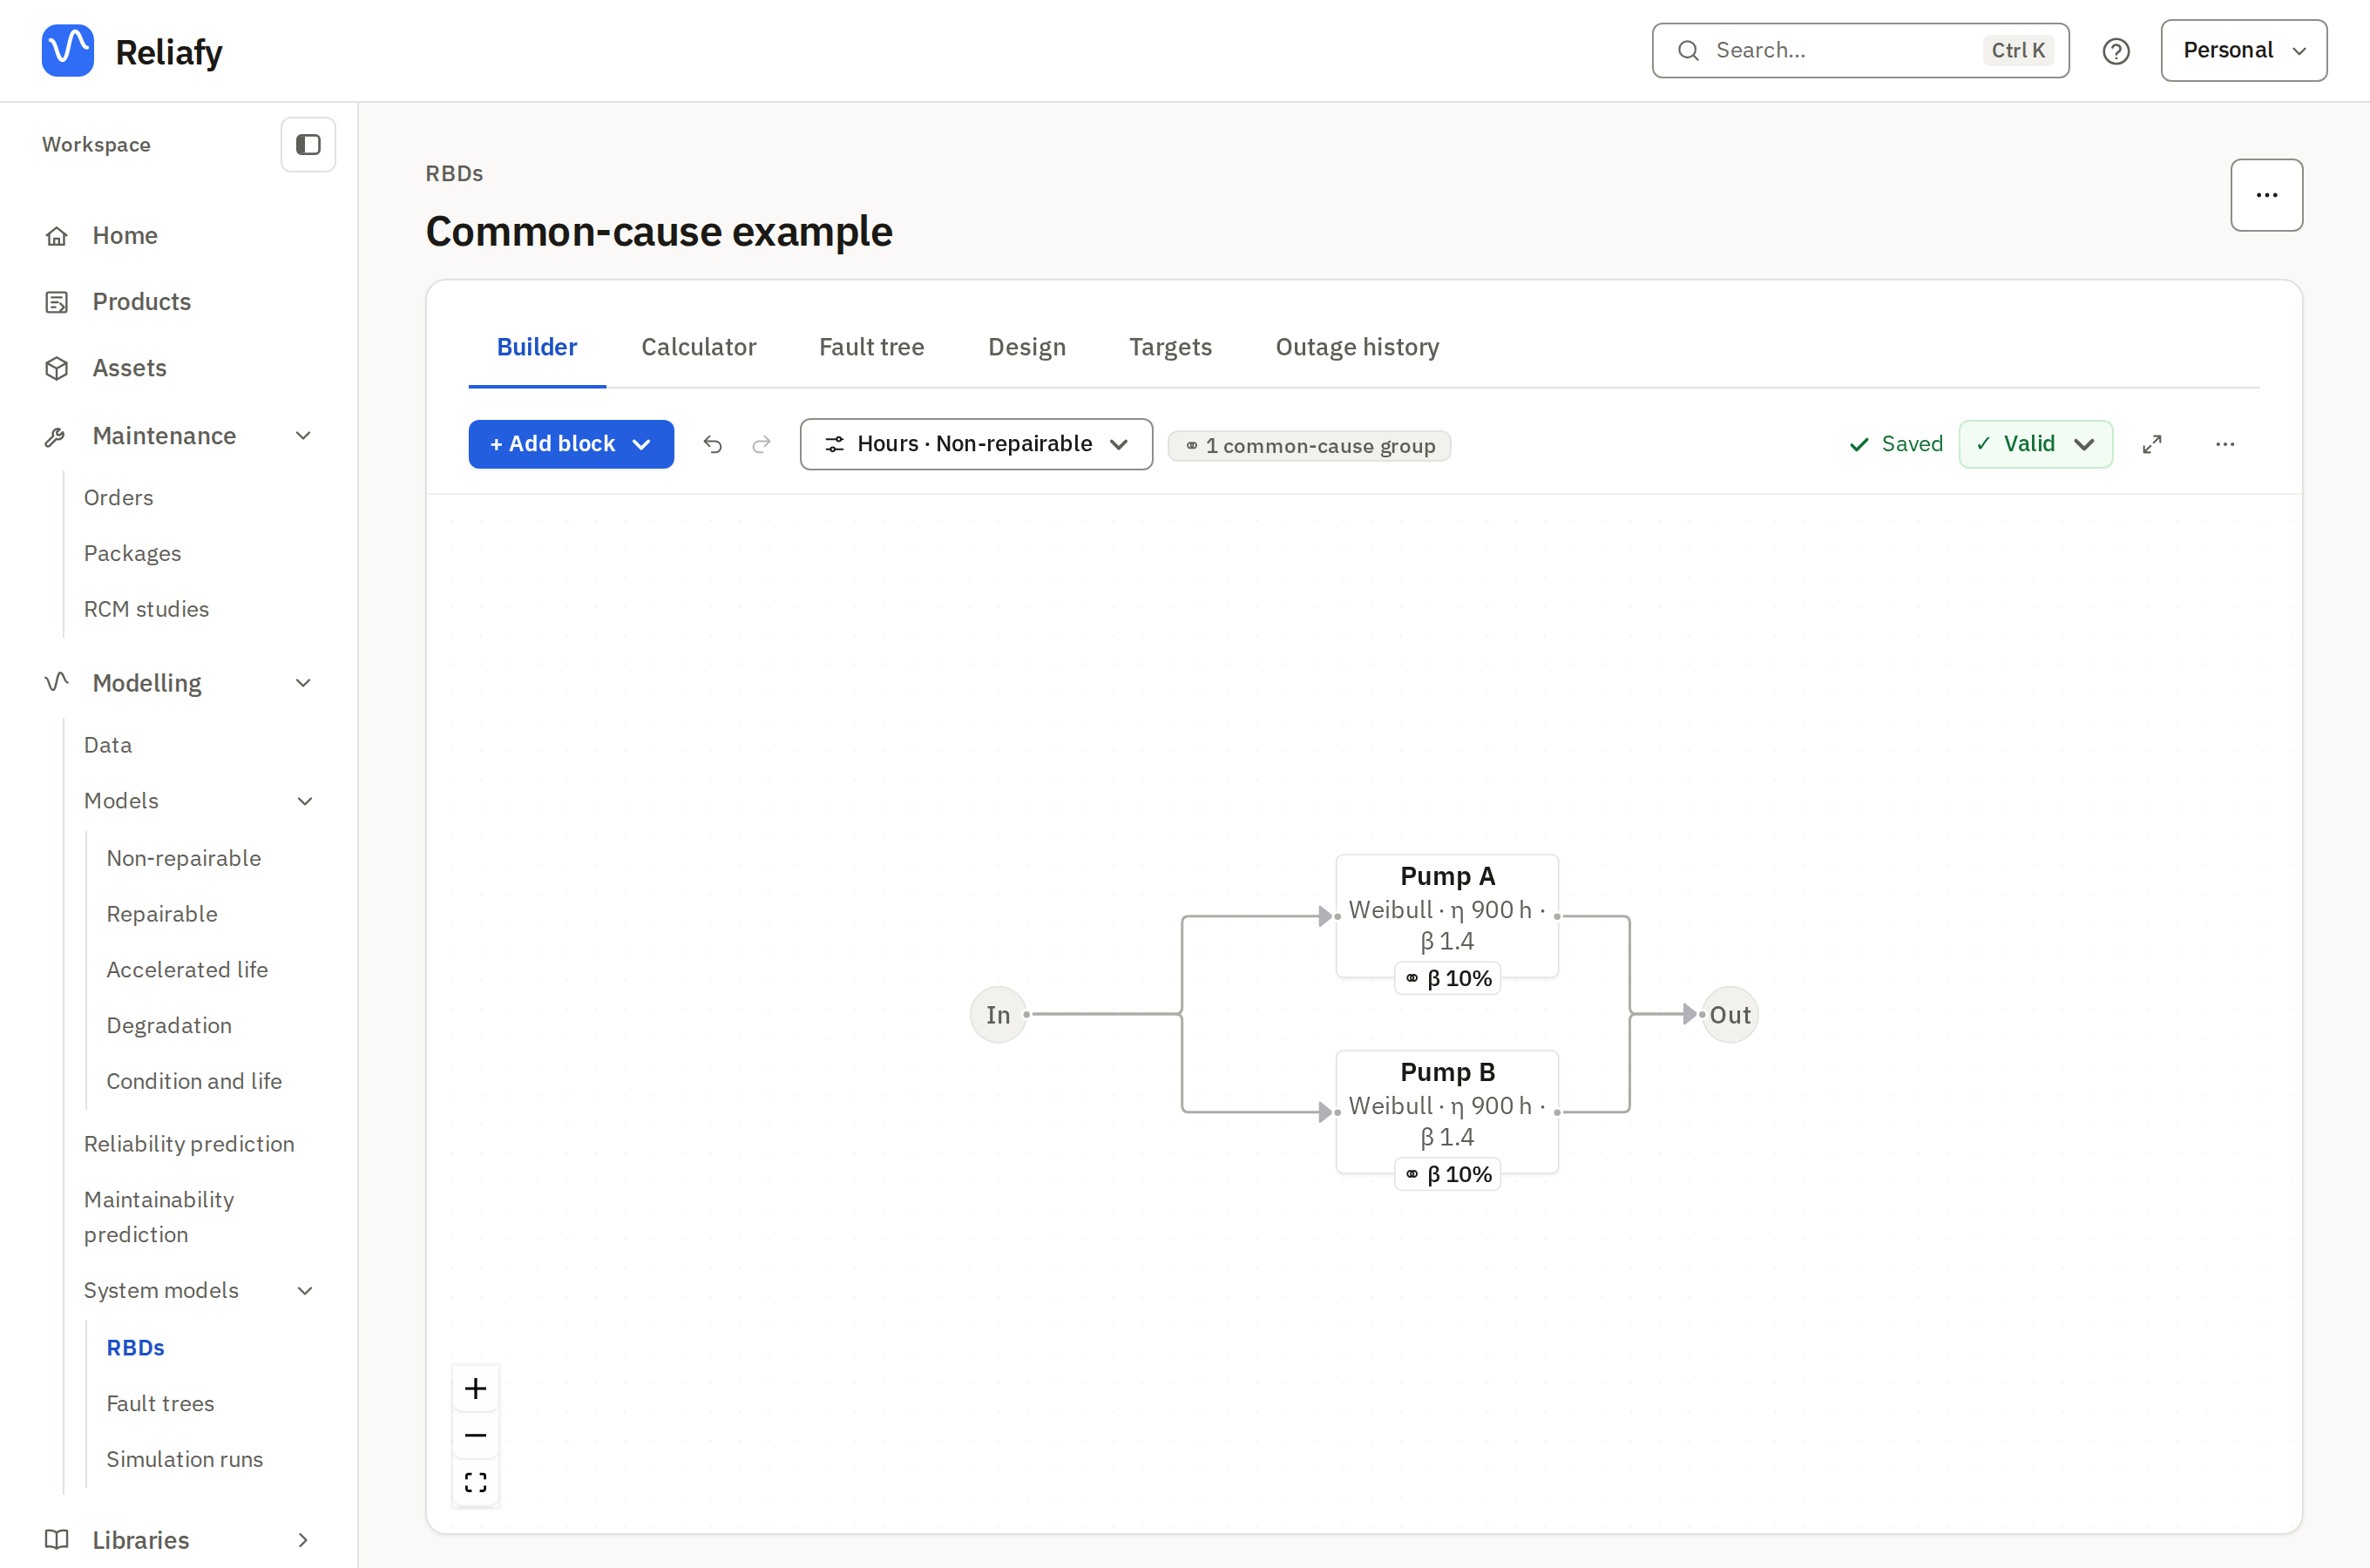 Reliafy
Search...
Ctrl K
Personal
Workspace
Home
Products
Assets
Maintenance
Orders
Packages
RCM studies
Modelling
Data
Models
Non-repairable
Repairable
Accelerated life
Degradation
Condition and life
Reliability prediction
Maintainability
prediction
System models
RBDs
Fault trees
Simulation runs
Libraries
RBDs
Common-cause example
Builder
Calculator
Fault tree
Design
Targets
Outage history
+ Add block
Hours · Non-repairable
1 common-cause group
Saved
✓ Valid
Pump A
Weibull · η 900 h ·
β 1.4
β 10%
In
Out
Pump B
Weibull · η 900 h ·
β 1.4
β 10%